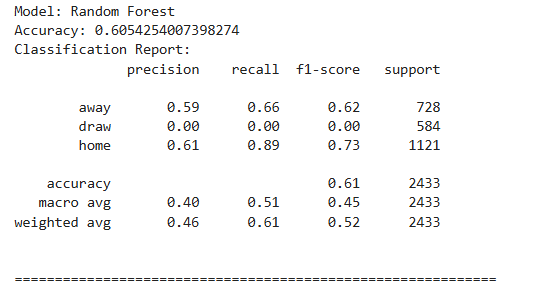 Model: Random Forest
Accuracy: 0.6054254007398274
Classification Report:
precision recall f1-score support
away 0.59 0.66 0.62 728
draw 0.00 0.00 0.00 584
home 0.61 0.89 0.73 1121
accuracy 0.61 2433
macro avg 0.40 0.51 0.45 2433
weighted avg 0.46 0.61 0.52 2433
============================================================